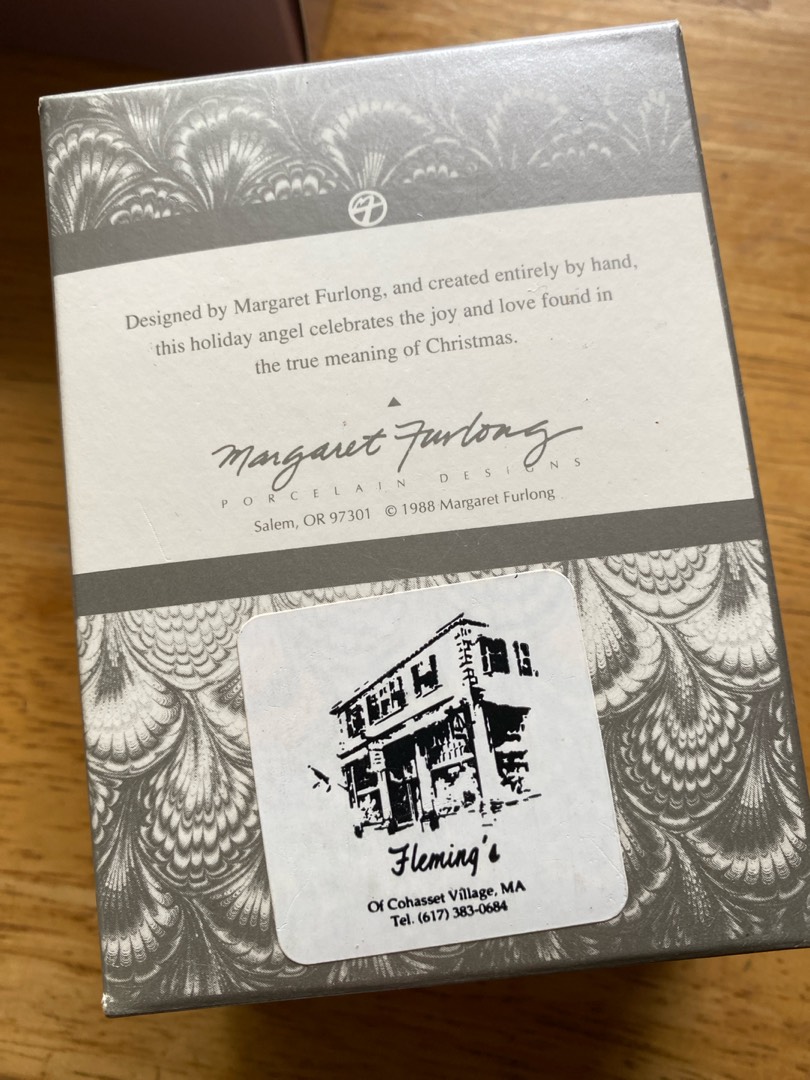 Designed by Margaret Furlong, and created entirely by hand,
this holiday angel celebrates the joy and love found in
the true meaning of Christmas.
Margaret Furlong
PORCELAIN DESIGNS
Salem, OR 97301 © 1988 Margaret Furlong
Fleming's
Of Cohasset Village, MA
Tel. (617) 383-0684